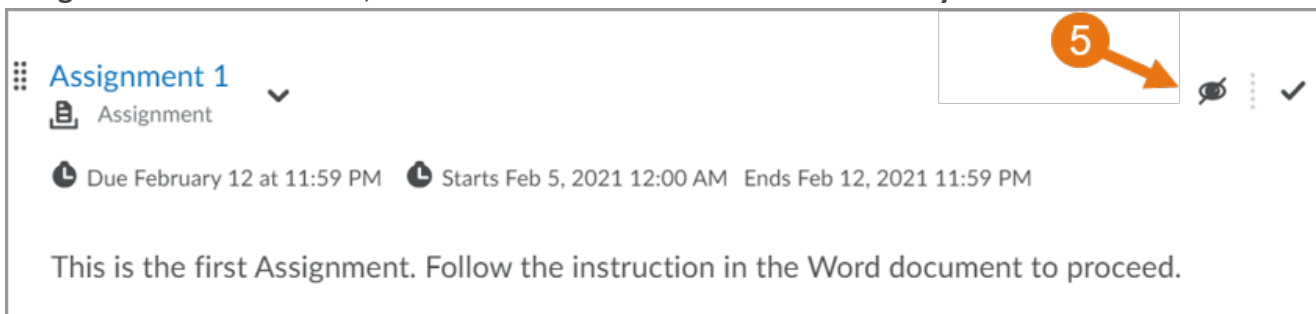 5
Assignment 1
Assignment
Due February 12 at 11:59 PM Starts Feb 5, 2021 12:00 AM Ends Feb 12, 2021 11:59 PM
This is the first Assignment. Follow the instruction in the Word document to proceed.